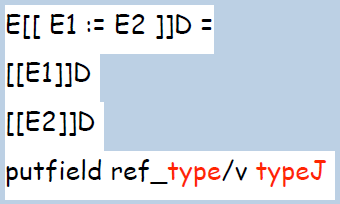 E[[ E1 := E2 ]]D =
[[E1]]D
[[E2]]D
putfield ref_type/v typeJ